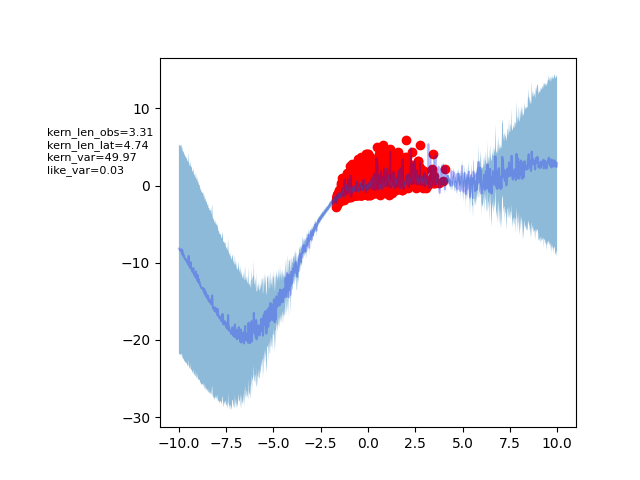 kern_len_obs=3.31
kern_len_lat=4.74
kern_var=49.97
like_var=0.03
10
0
−10
−20
−30
−10.0 −7.5 −5.0 −2.5 0.0 2.5 5.0 7.5 10.0